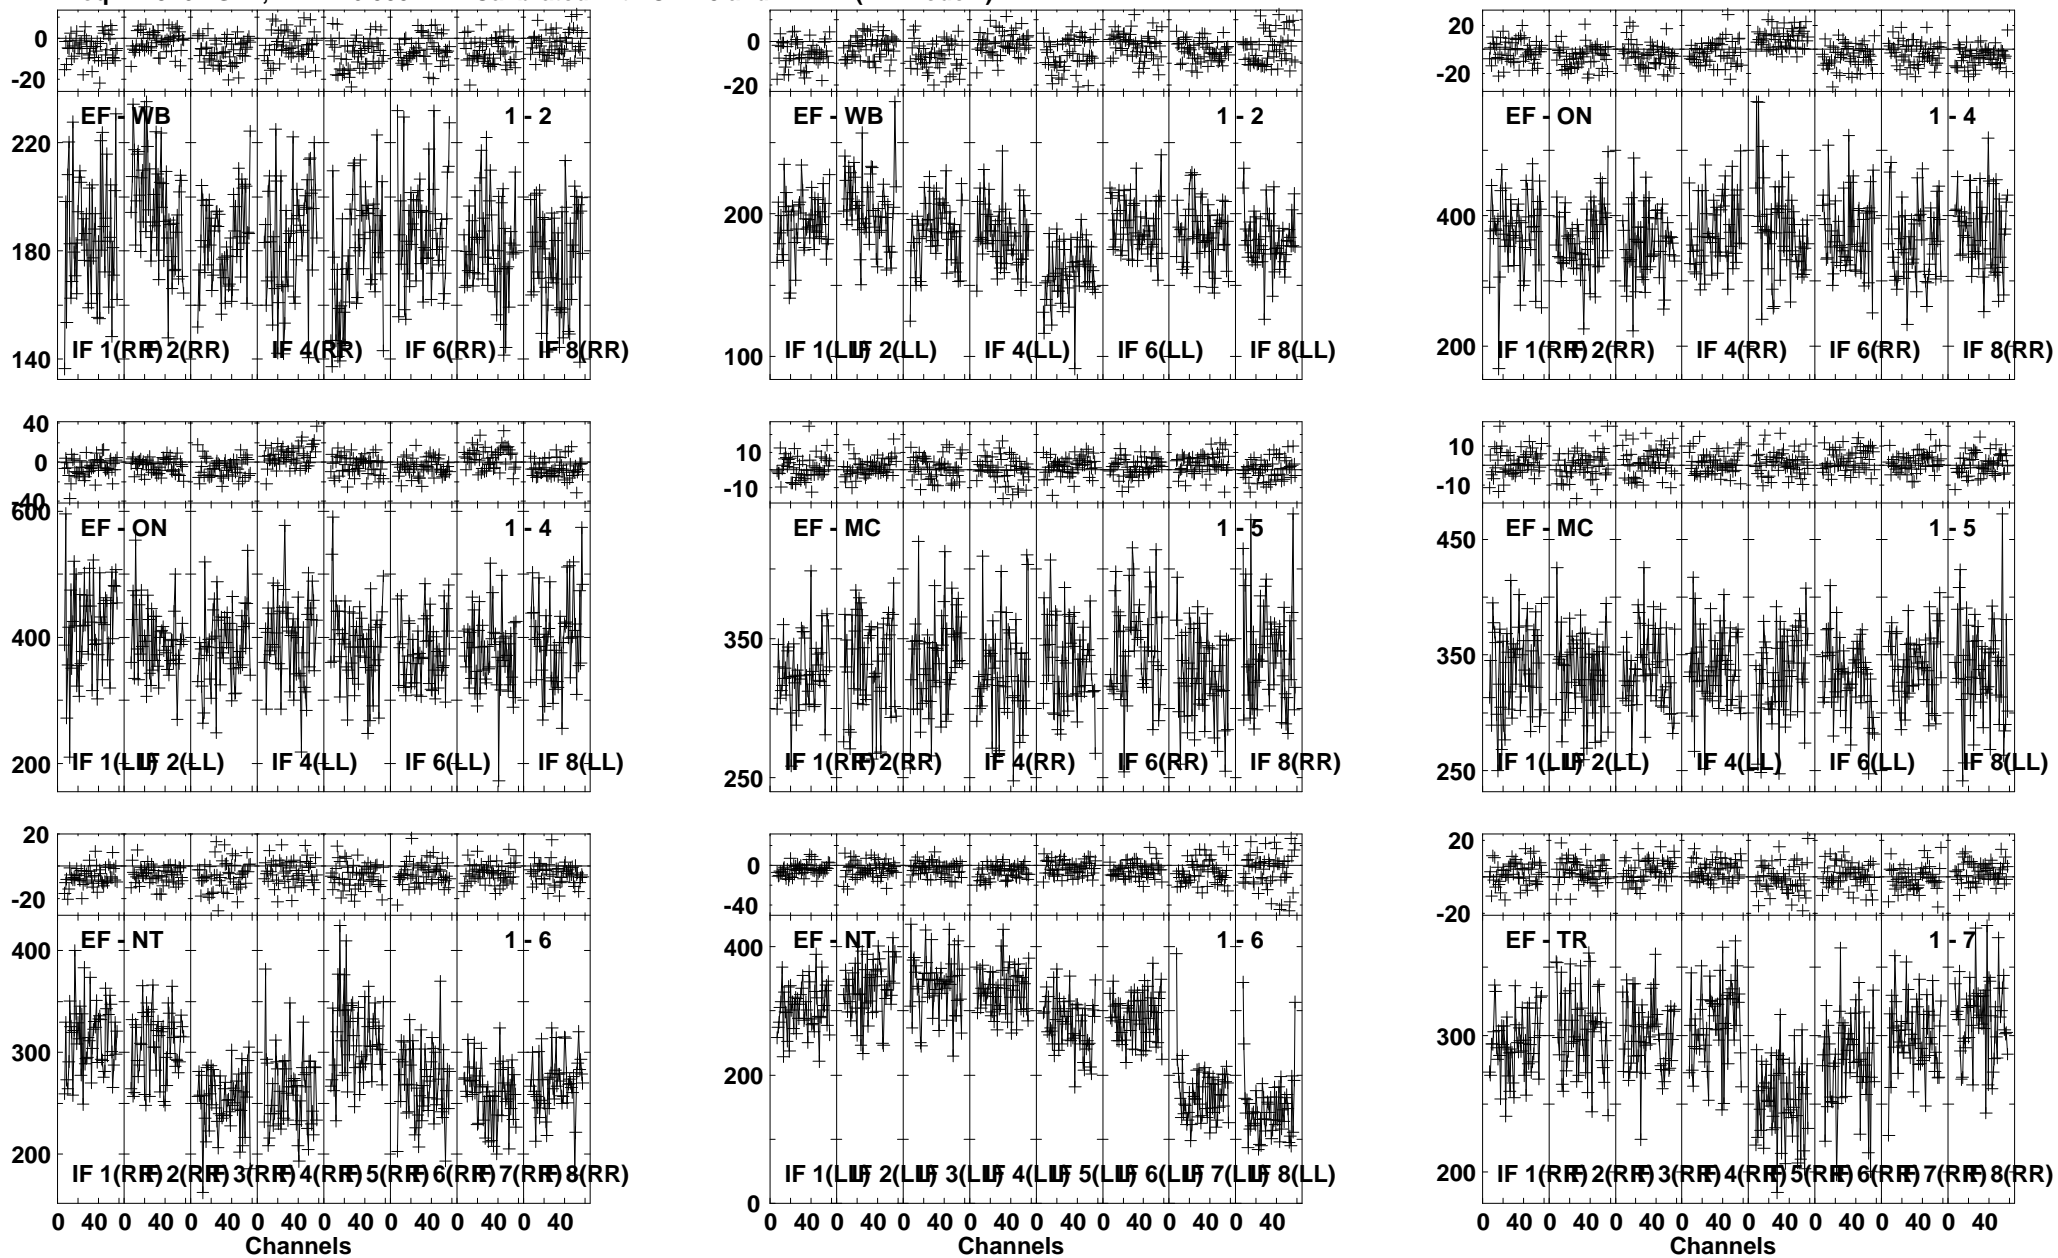 0
-20
EF - WB 1 - 2
220
180
140
IF 1(RR) IF 2(RR) IF 4(RR) IF 6(RR) IF 8(RR)
0
-20
EF - WB 1 - 2
200
100
IF 1(LL) IF 2(LL) IF 4(LL) IF 6(LL) IF 8(LL)
20
0
-20
EF - ON 1 - 4
400
200
IF 1(RR) IF 2(RR) IF 4(RR) IF 6(RR) IF 8(RR)
40
0
-40
600
EF - ON 1 - 4
400
200
IF 1(LL) IF 2(LL) IF 4(LL) IF 6(LL) IF 8(LL)
10
-10
EF - MC 1 - 5
350
250
IF 1(RR) IF 2(RR) IF 4(RR) IF 6(RR) IF 8(RR)
10
-10
EF - MC 1 - 5
450
350
250
IF 1(LL) IF 2(LL) IF 4(LL) IF 6(LL) IF 8(LL)
20
0
-20
EF - NT 1 - 6
400
300
200
IF 1(RR) IF 2(RR) IF 3(RR) IF 4(RR) IF 5(RR) IF 6(RR) IF 7(RR) IF 8(RR)
0 40 0 40 0 40 0 40 0 40 0 40 0 40 0 40
Channels
0
-40
EF - NT 1 - 6
400
200
0
IF 1(LL) IF 2(LL) IF 3(LL) IF 4(LL) IF 5(LL) IF 6(LL) IF 7(LL) IF 8(LL)
0 40 0 40 0 40 0 40 0 40 0 40 0 40 0 40
Channels
20
0
-20
EF - TR 1 - 7
300
200
IF 1(RR) IF 2(RR) IF 3(RR) IF 4(RR) IF 5(RR) IF 6(RR) IF 7(RR) IF 8(RR)
0 40 0 40 0 40 0 40 0 40 0 40 0 40 0 40
Channels